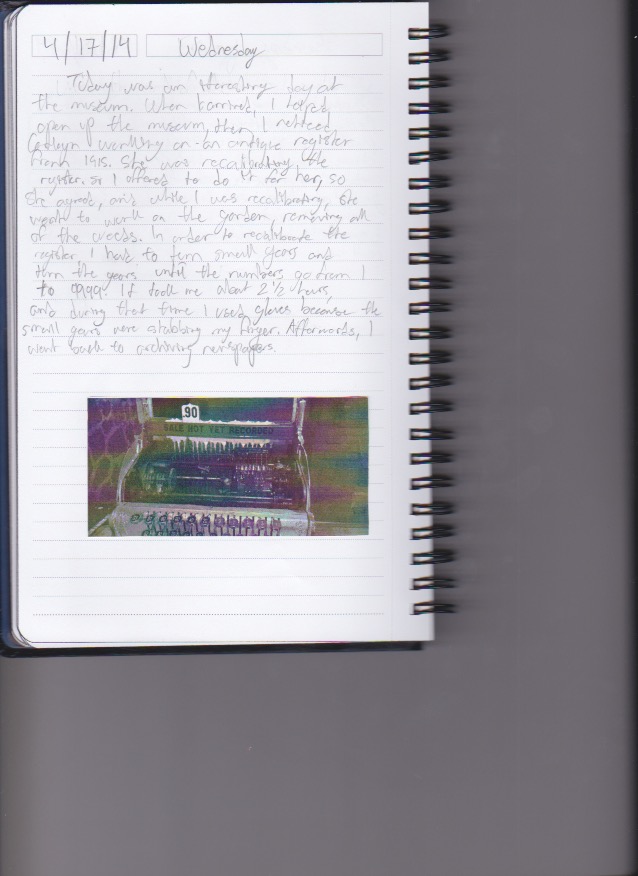 4/17/14 Wednesday
Today was an day at
the museum. When I arrived, I helped
open up the museum, then I noticed
working on an antique register
from 1915. She was recalibrating the
register, so I offered to do it for her, so
she agreed, and while I was recalibrating, she
went to work on the garden, removing all
of the weeds. In order to recalibrate the
register, I had to turn small gears and
turn the gears until the numbers go from 1
to 9999. It took me about 2 1/2 hours,
and during that time I used gloves because the
small gears were stabbing my finger. Afterwards, I
went back to archiving newspapers.
.90
SALE NOT YET RECORDED